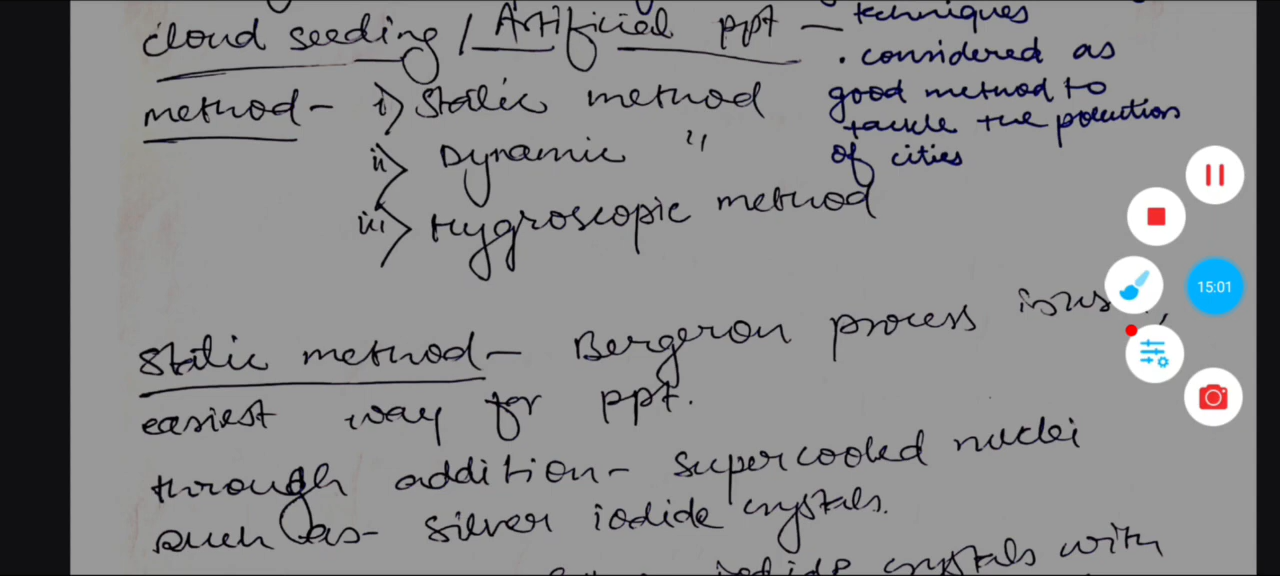 cloud seeding / Artificial ppt – techniques
. considered as
good method to
tackle the pollution
of cities
method – i) Static method
ii) Dynamic "
iii) Hygroscopic method
15:01
Static method – Bergeron process is
easiest way for ppt.
through addition – supercooled nuclei
such as – silver iodide crystals.
iodide crystals with